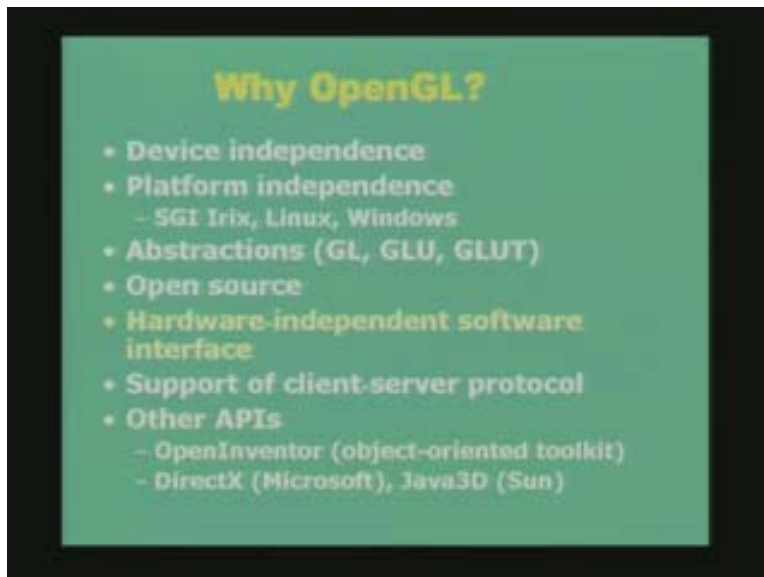 Why OpenGL?
• Device independence
• Platform independence
– SGI Irix, Linux, Windows
• Abstractions (GL, GLU, GLUT)
• Open source
• Hardware-independent software
interface
• Support of client-server protocol
• Other APIs
– OpenInventor (object-oriented toolkit)
– DirectX (Microsoft), Java3D (Sun)